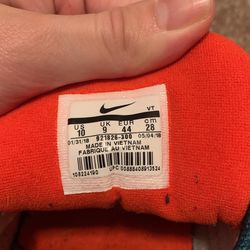 VT
US UK EUR cm
10 9 44 28
01/31/18 921826-300 05/04/18
MADE IN VIETNAM
FABRIQUÉ AU VIETNAM
UPC 00888408913524